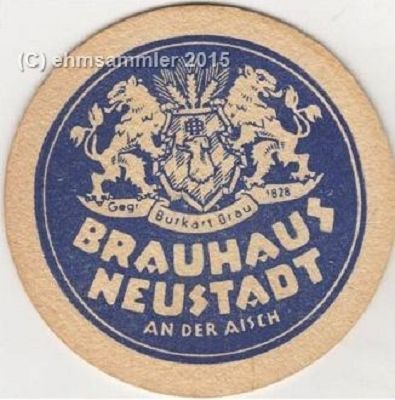 (C) ehmsammler 2015
Gegr. 1828
Burkart Bräu
BRAUHAUS
NEUSTADT
AN DER AISCH